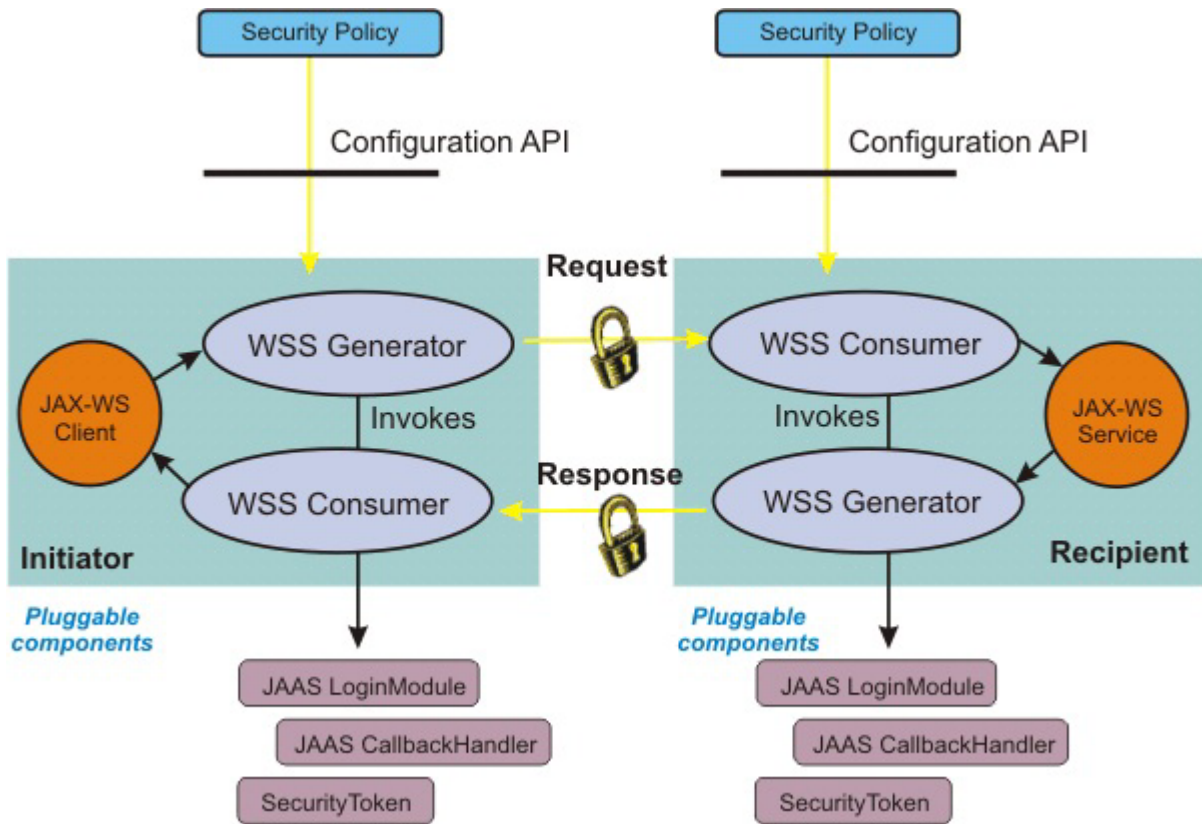 Security Policy
Security Policy
Configuration API
Configuration API
Request
WSS Generator
WSS Consumer
JAX-WS
Client
Invokes
Invokes
JAX-WS
Service
Response
WSS Consumer
WSS Generator
Initiator
Recipient
Pluggable
components
Pluggable
components
JAAS LoginModule
JAAS LoginModule
JAAS CallbackHandler
JAAS CallbackHandler
SecurityToken
SecurityToken